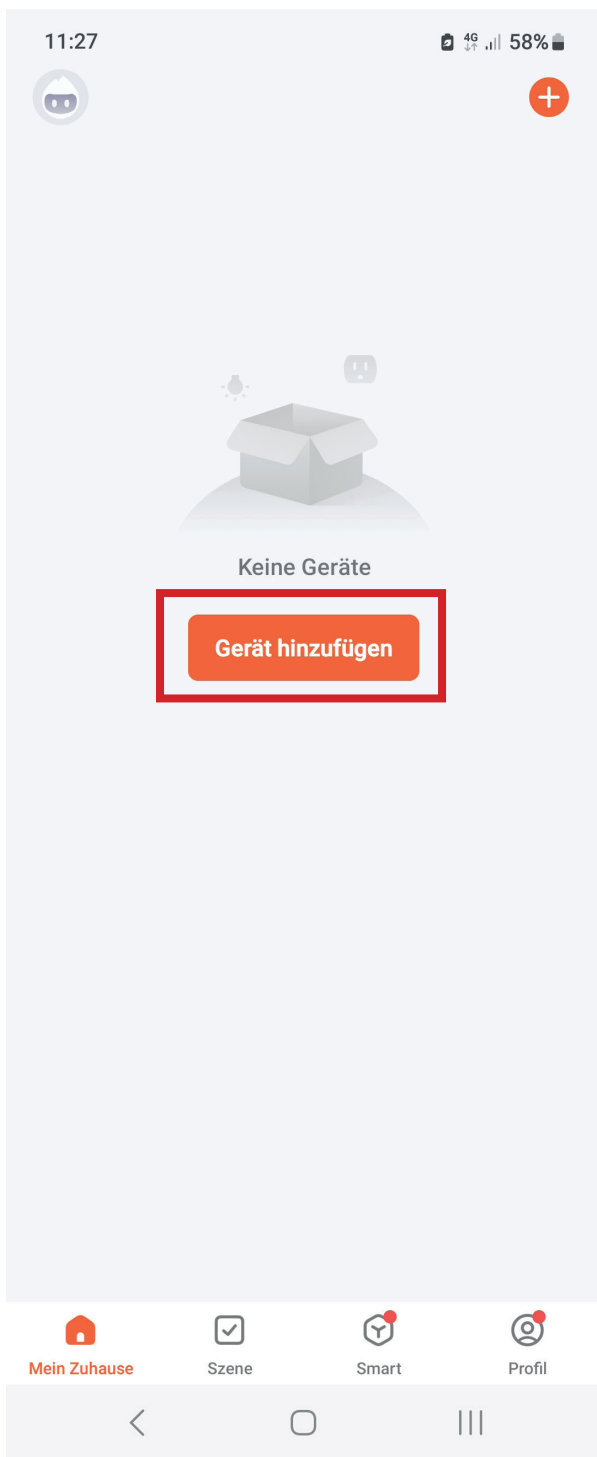 11:27
4G
58%
Keine Geräte
Gerät hinzufügen
Mein Zuhause
Szene
Smart
Profil